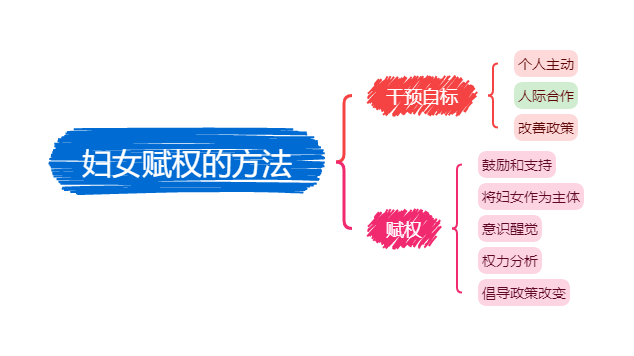 妇女赋权的方法
干预目标
个人主动
人际合作
改善政策
赋权
鼓励和支持
将妇女作为主体
意识醒觉
权力分析
倡导政策改变